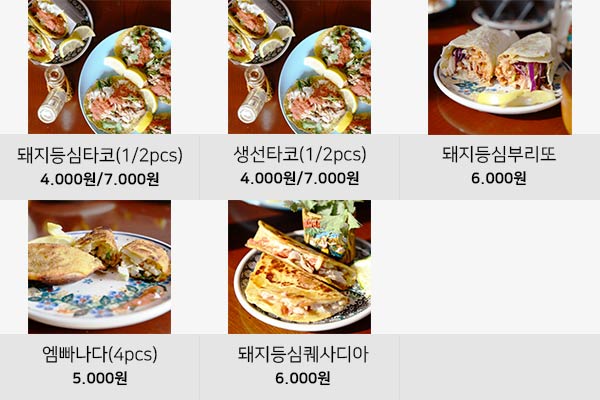 돼지등심타코(1/2pcs)
4.000원/7.000원
생선타코(1/2pcs)
4.000원/7.000원
돼지등심부리또
6.000원
엠빠나다(4pcs)
5.000원
돼지등심퀘사디아
6.000원